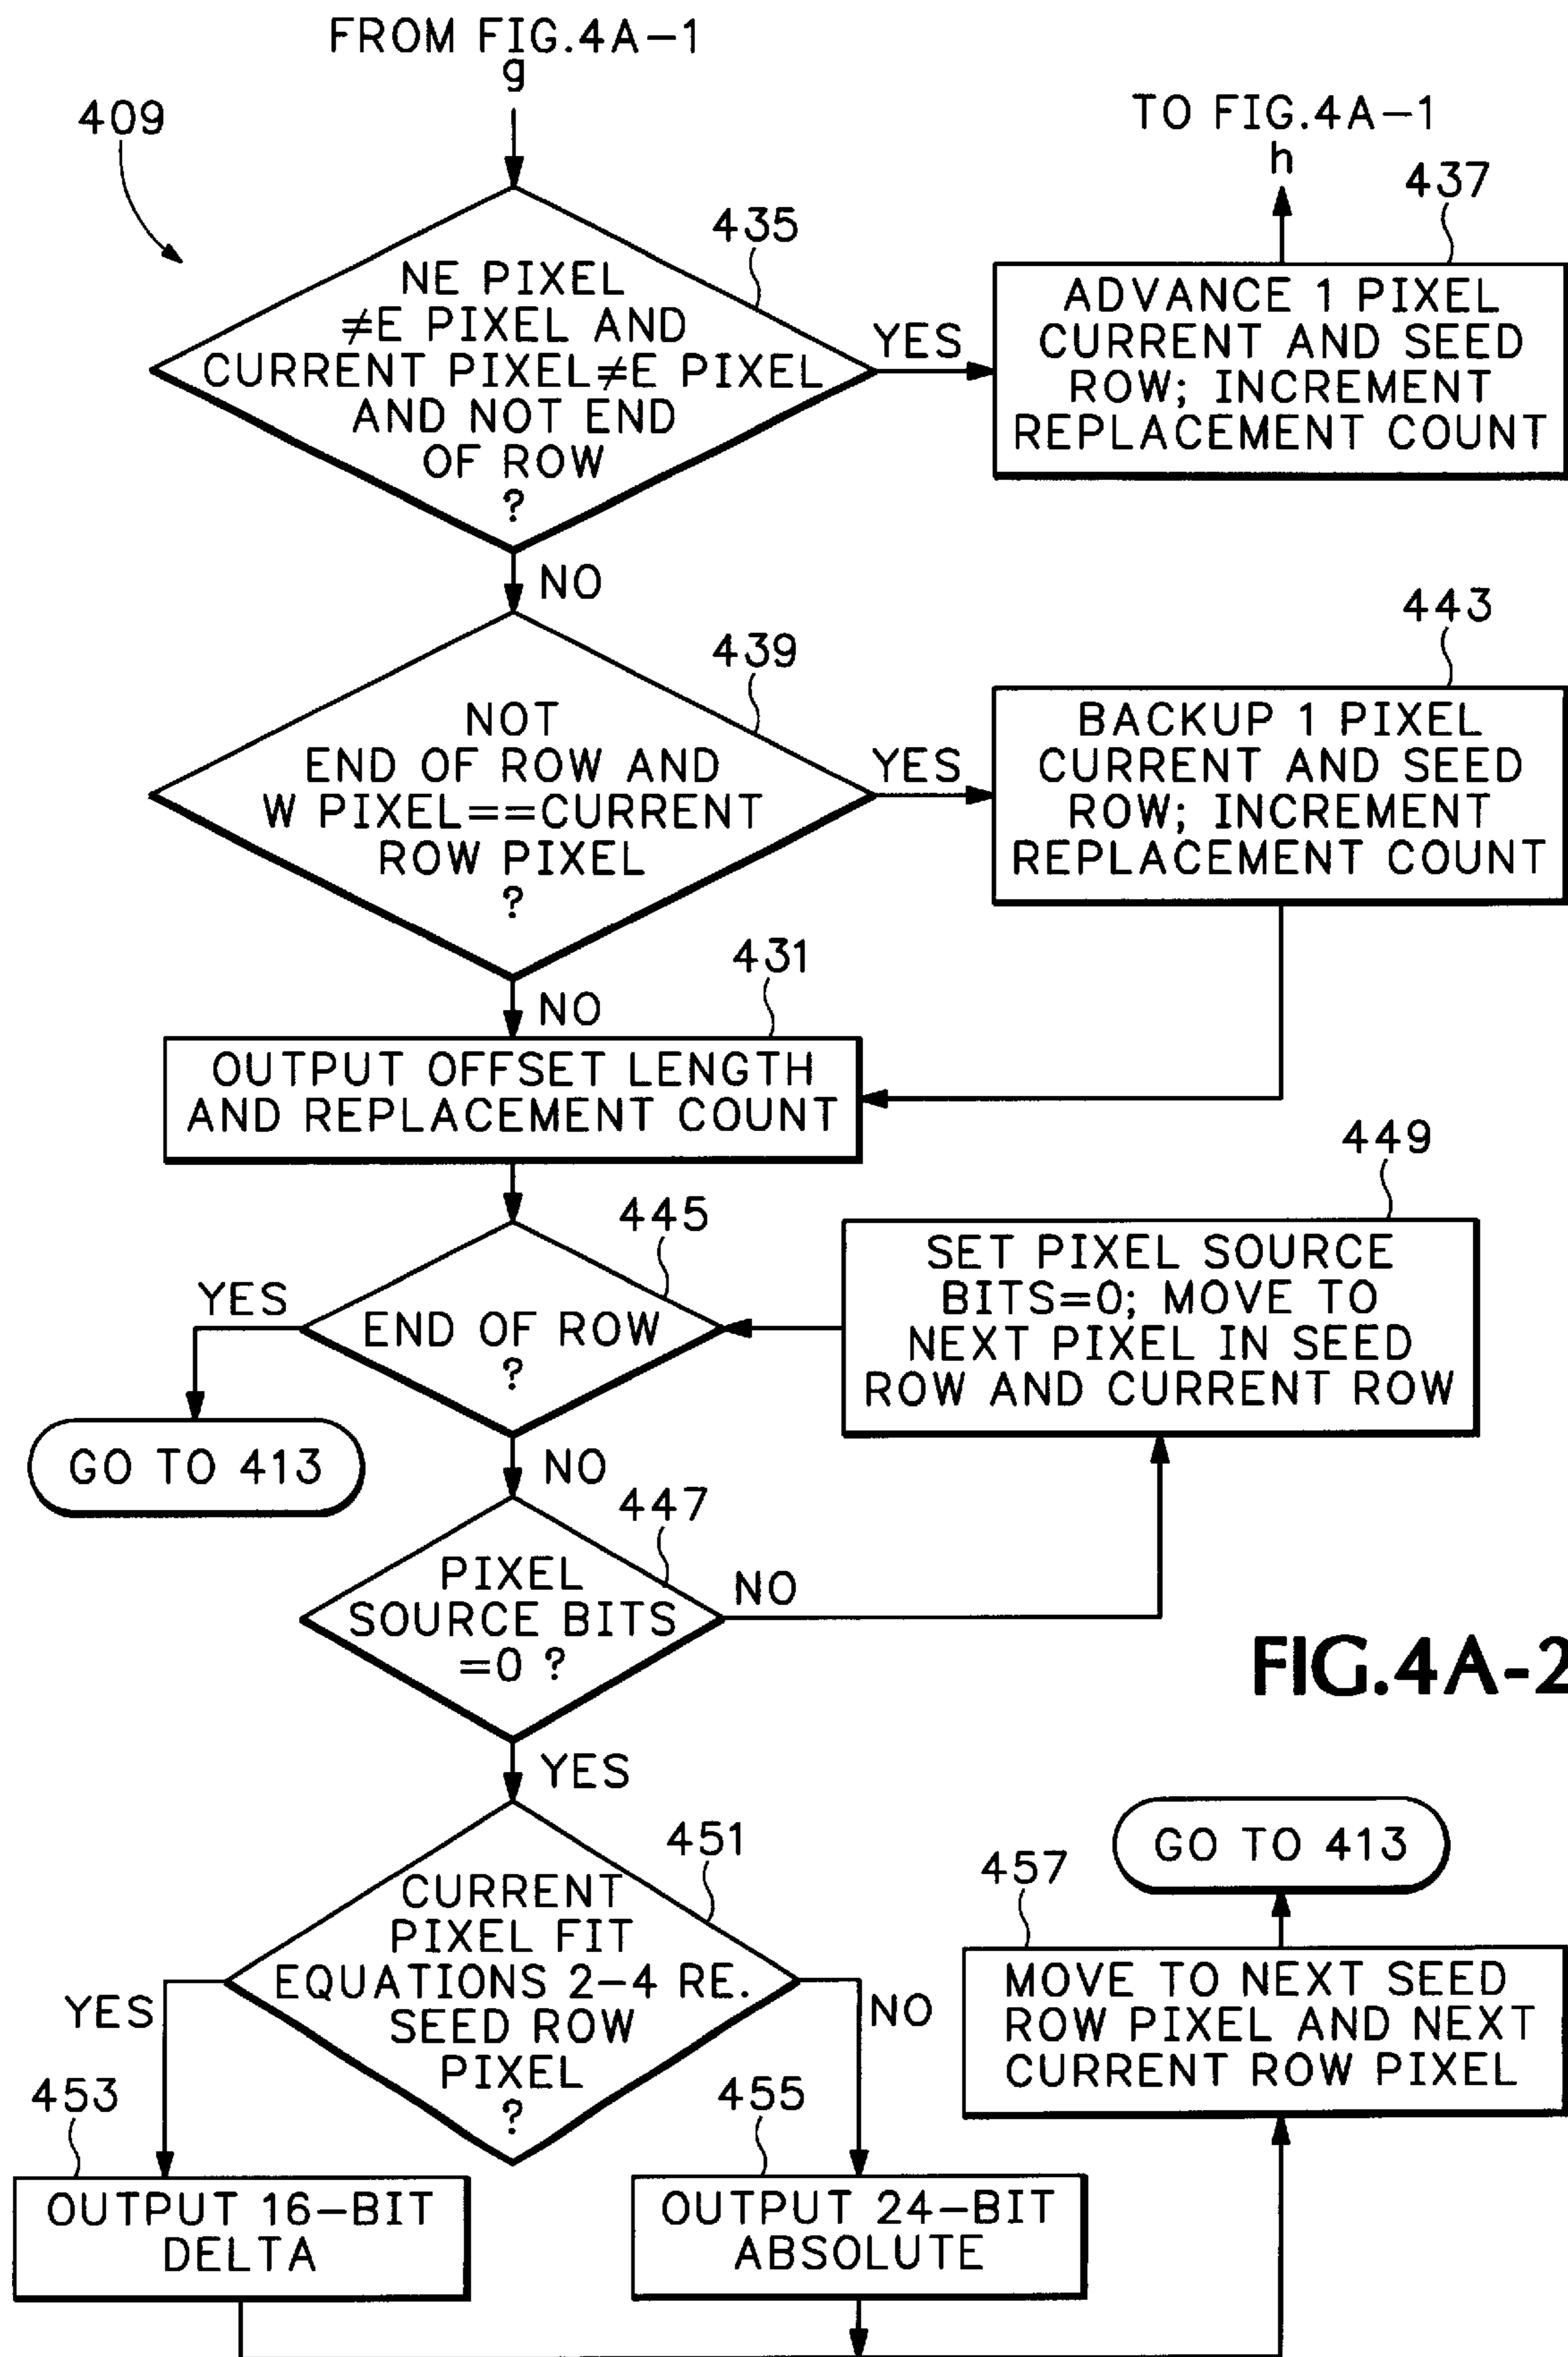 FROM FIG.4A-1
g
409
TO FIG.4A-1
h
437
435
NE PIXEL
≠E PIXEL AND
CURRENT PIXEL≠E PIXEL
AND NOT END
OF ROW
?
YES
ADVANCE 1 PIXEL
CURRENT AND SEED
ROW; INCREMENT
REPLACEMENT COUNT
NO
439
443
NOT
END OF ROW AND
W PIXEL==CURRENT
ROW PIXEL
?
YES
BACKUP 1 PIXEL
CURRENT AND SEED
ROW; INCREMENT
REPLACEMENT COUNT
NO
431
OUTPUT OFFSET LENGTH
AND REPLACEMENT COUNT
445
449
YES
END OF ROW
?
SET PIXEL SOURCE
BITS=0; MOVE TO
NEXT PIXEL IN SEED
ROW AND CURRENT ROW
GO TO 413
NO
447
PIXEL
SOURCE BITS
=0 ?
NO
FIG.4A-2
YES
451
CURRENT
PIXEL FIT
EQUATIONS 2-4 RE.
SEED ROW
PIXEL
?
YES
NO
GO TO 413
457
MOVE TO NEXT SEED
ROW PIXEL AND NEXT
CURRENT ROW PIXEL
453
OUTPUT 16-BIT
DELTA
455
OUTPUT 24-BIT
ABSOLUTE